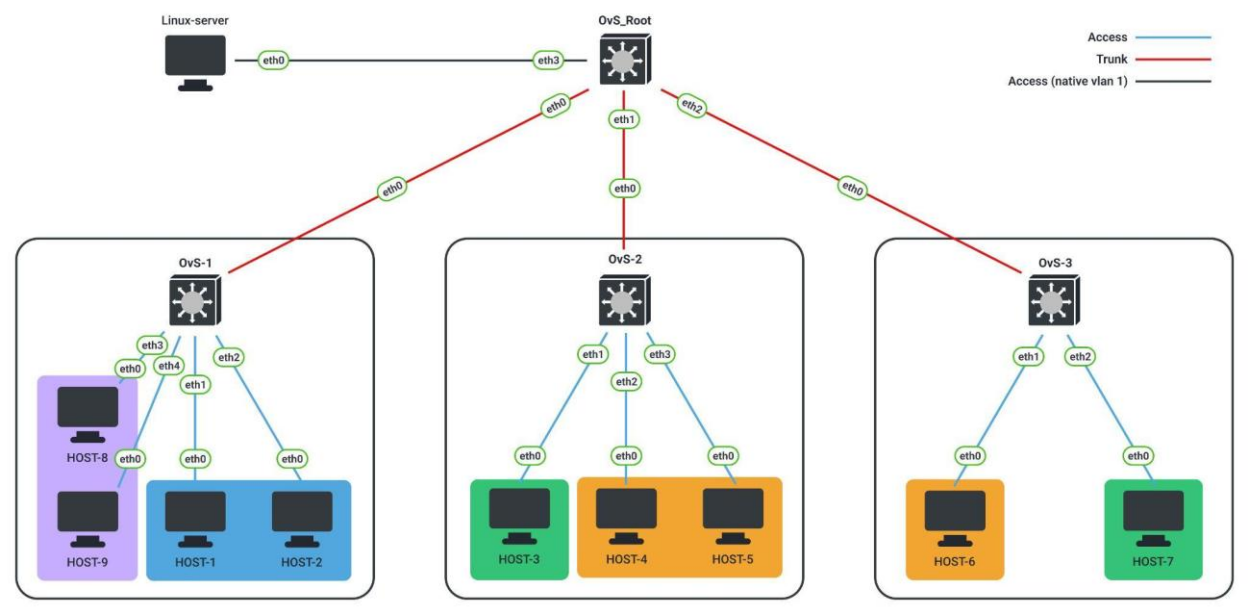 Linux-server
OvS_Root
Access
Trunk
Access (native vlan 1)
eth0
eth3
eth0
eth1
eth2
eth0
eth0
eth0
OvS-1
OvS-2
OvS-3
eth3
eth4
eth2
eth0
eth1
eth1
eth3
eth2
eth1
eth2
HOST-8
eth0
eth0
eth0
eth0
eth0
eth0
eth0
eth0
HOST-9
HOST-1
HOST-2
HOST-3
HOST-4
HOST-5
HOST-6
HOST-7